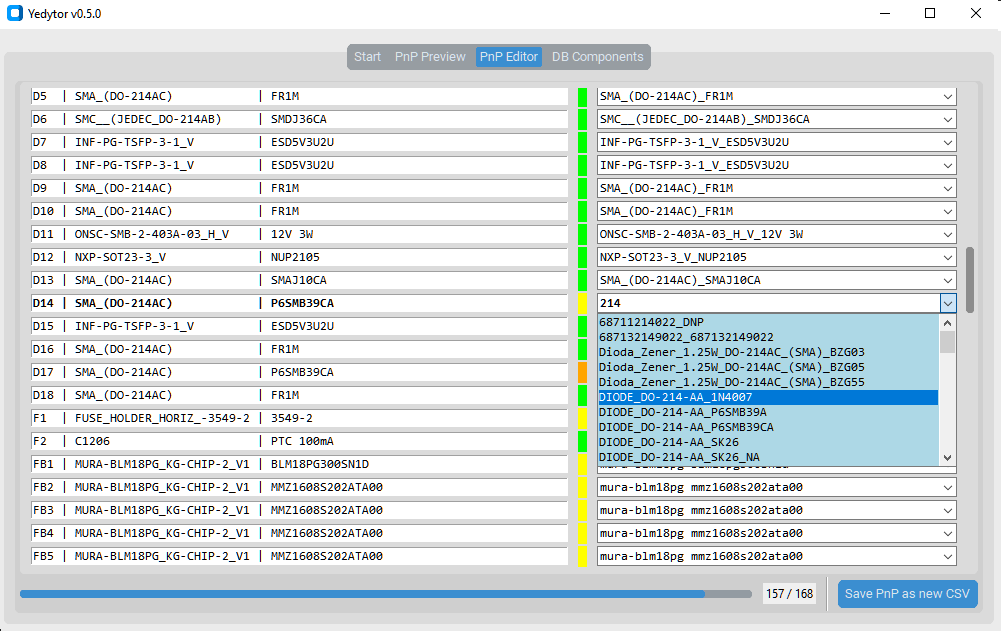 Yedytor v0.5.0
Start PnP Preview PnP Editor DB Components
D5 | SMA_(DO-214AC) | FR1M SMA_(DO-214AC)_FR1M
D6 | SMC__(JEDEC_DO-214AB) | SMDJ36CA SMC__(JEDEC_DO-214AB)_SMDJ36CA
D7 | INF-PG-TSFP-3-1_V | ESD5V3U2U INF-PG-TSFP-3-1_V_ESD5V3U2U
D8 | INF-PG-TSFP-3-1_V | ESD5V3U2U INF-PG-TSFP-3-1_V_ESD5V3U2U
D9 | SMA_(DO-214AC) | FR1M SMA_(DO-214AC)_FR1M
D10 | SMA_(DO-214AC) | FR1M SMA_(DO-214AC)_FR1M
D11 | ONSC-SMB-2-403A-03_H_V | 12V 3W ONSC-SMB-2-403A-03_H_V_12V 3W
D12 | NXP-SOT23-3_V | NUP2105 NXP-SOT23-3_V_NUP2105
D13 | SMA_(DO-214AC) | SMAJ10CA SMA_(DO-214AC)_SMAJ10CA
D14 | SMA_(DO-214AC) | P6SMB39CA 214
D15 | INF-PG-TSFP-3-1_V | ESD5V3U2U
D16 | SMA_(DO-214AC) | FR1M
D17 | SMA_(DO-214AC) | P6SMB39CA
D18 | SMA_(DO-214AC) | FR1M
F1 | FUSE_HOLDER_HORIZ_-3549-2 | 3549-2
F2 | C1206 | PTC 100mA
FB1 | MURA-BLM18PG_KG-CHIP-2_V1 | BLM18PG300SN1D
68711214022_DNP
687132149022_687132149022
Dioda_Zener_1.25W_DO-214AC_(SMA)_BZG03
Dioda_Zener_1.25W_DO-214AC_(SMA)_BZG05
Dioda_Zener_1.25W_DO-214AC_(SMA)_BZG55
DIODE_DO-214-AA_1N4007
DIODE_DO-214-AA_P6SMB39A
DIODE_DO-214-AA_P6SMB39CA
DIODE_DO-214-AA_SK26
DIODE_DO-214-AA_SK26_NA
FB2 | MURA-BLM18PG_KG-CHIP-2_V1 | MMZ1608S202ATA00 mura-blm18pg mmz1608s202ata00
FB3 | MURA-BLM18PG_KG-CHIP-2_V1 | MMZ1608S202ATA00 mura-blm18pg mmz1608s202ata00
FB4 | MURA-BLM18PG_KG-CHIP-2_V1 | MMZ1608S202ATA00 mura-blm18pg mmz1608s202ata00
FB5 | MURA-BLM18PG_KG-CHIP-2_V1 | MMZ1608S202ATA00 mura-blm18pg mmz1608s202ata00
157 / 168
Save PnP as new CSV